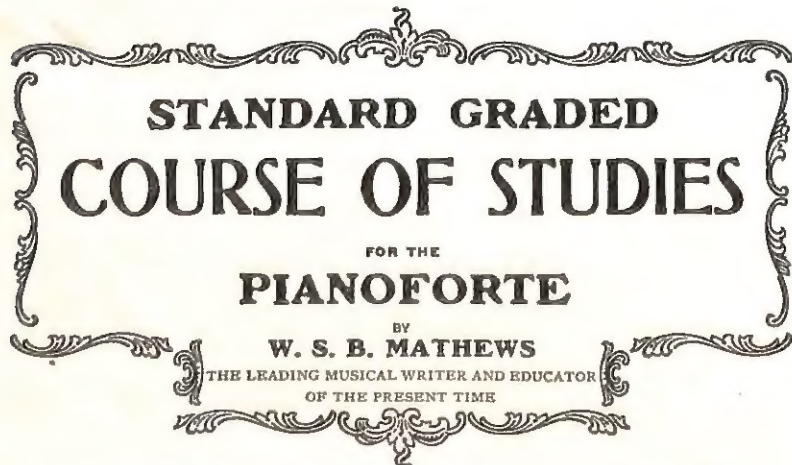 STANDARD GRADED
COURSE OF STUDIES
FOR THE
PIANOFORTE
BY
W. S. B. MATHEWS
THE LEADING MUSICAL WRITER AND EDUCATOR
OF THE PRESENT TIME